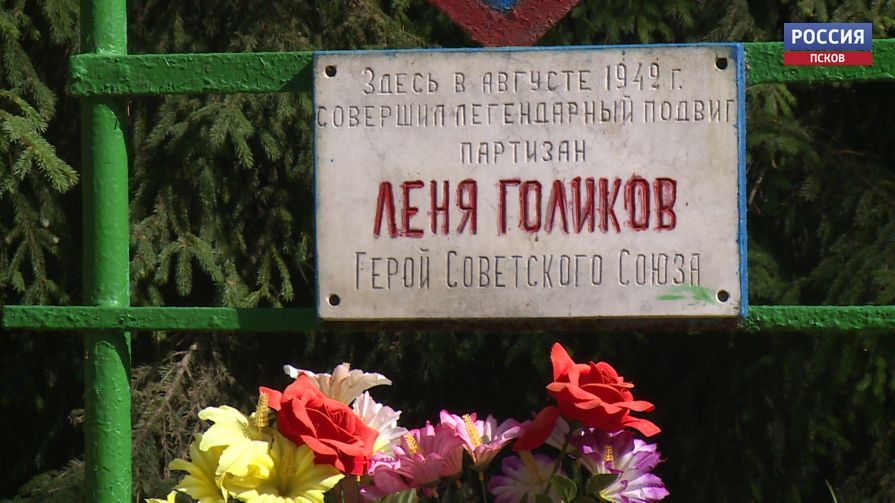 РОССИЯ
ПСКОВ
Здесь в августе 1942 г.
совершил легендарный подвиг
партизан
ЛЕНЯ ГОЛИКОВ
Герой Советского Союза